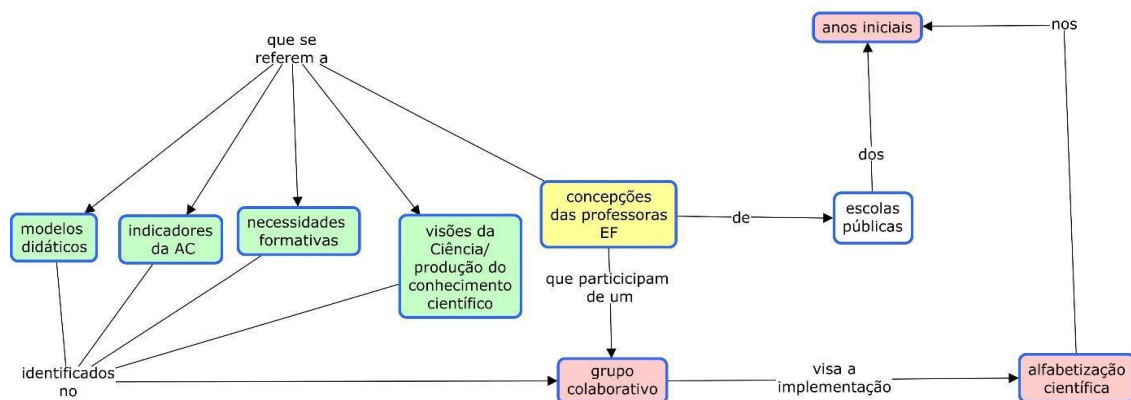 anos iniciais
nos
que se
referem a
dos
concepções
das professoras
EF
de
escolas
públicas
modelos
didáticos
indicadores
da AC
necessidades
formativas
visões da
Ciência/
produção do
conhecimento
científico
que particicipam
de um
identificados
no
grupo
colaborativo
visa a
implementação
alfabetização
científica